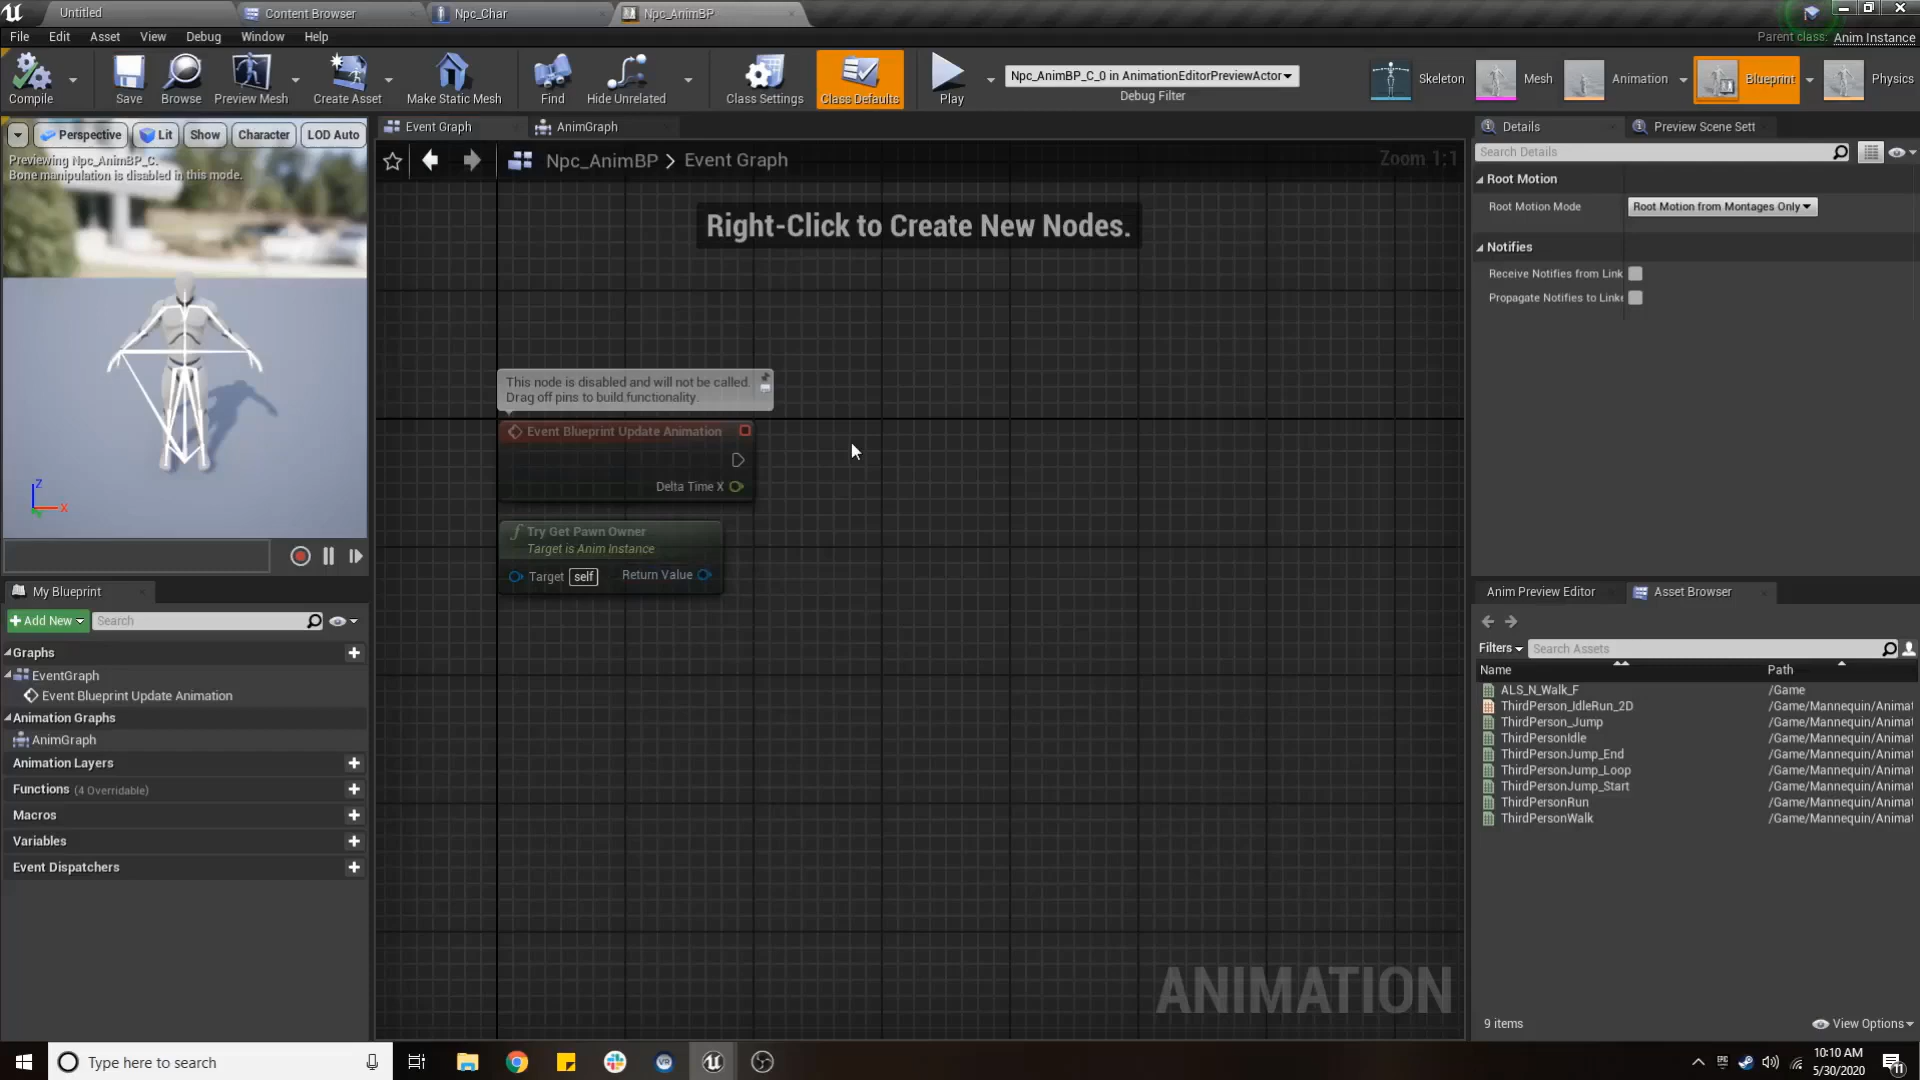 Untitled
Content Browser
Npc_Char
Npc_AnimBP
File
Edit
Asset
View
Debug
Window
Help
Parent class: Anim Instance
Compile
Save
Browse
Preview Mesh
Create Asset
Make Static Mesh
Find
Hide Unrelated
Class Settings
Class Defaults
Play
Npc_AnimBP_C_0 in AnimationEditorPreviewActor
Debug Filter
Skeleton
Mesh
Animation
Blueprint
Physics
Perspective
Lit
Show
Character
LOD Auto
Previewing Npc_AnimBP_C.
Bone manipulation is disabled in this mode.
Z
X
Event Graph
AnimGraph
Npc_AnimBP > Event Graph
Zoom 1:1
Right-Click to Create New Nodes.
This node is disabled and will not be called.
Drag off pins to build functionality.
Event Blueprint Update Animation
Delta Time X
f Try Get Pawn Owner
Target is Anim Instance
Target self
Return Value
ANIMATION
My Blueprint
+ Add New
Search
Graphs
EventGraph
Event Blueprint Update Animation
Animation Graphs
AnimGraph
Animation Layers
Functions (4 Overridable)
Macros
Variables
Event Dispatchers
Details
Preview Scene Sett
Search Details
Root Motion
Root Motion Mode
Root Motion from Montages Only
Notifies
Receive Notifies from Link
Propagate Notifies to Linke
Anim Preview Editor
Asset Browser
Filters
Search Assets
Name
Path
ALS_N_Walk_F /Game
ThirdPerson_IdleRun_2D /Game/Mannequin/Animat
ThirdPerson_Jump /Game/Mannequin/Animat
ThirdPersonIdle /Game/Mannequin/Animat
ThirdPersonJump_End /Game/Mannequin/Animat
ThirdPersonJump_Loop /Game/Mannequin/Animat
ThirdPersonJump_Start /Game/Mannequin/Animat
ThirdPersonRun /Game/Mannequin/Animat
ThirdPersonWalk /Game/Mannequin/Animat
9 items
View Options
Type here to search
10:10 AM
5/30/2020